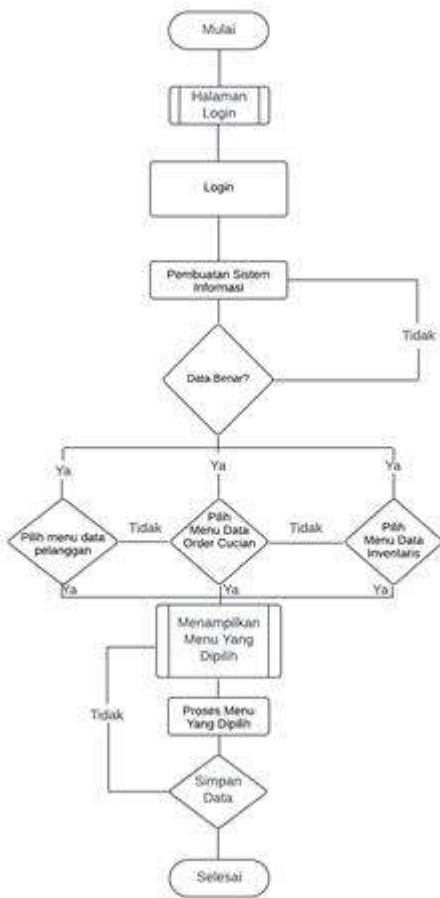 Mulai
Halaman
Login
Login
Pembuatan Sistem
Informasi
Tidak
Data Benar?
Ya
Ya
Ya
Pilih menu data
pelanggan
Tidak
Pilih
Menu Data
Order Cucian
Tidak
Pilih
Menu Data
Inventaris
Ya
Ya
Ya
Menampilkan
Menu Yang
Dipilih
Tidak
Proses Menu
Yang Dipilih
Simpan
Data
Selesai